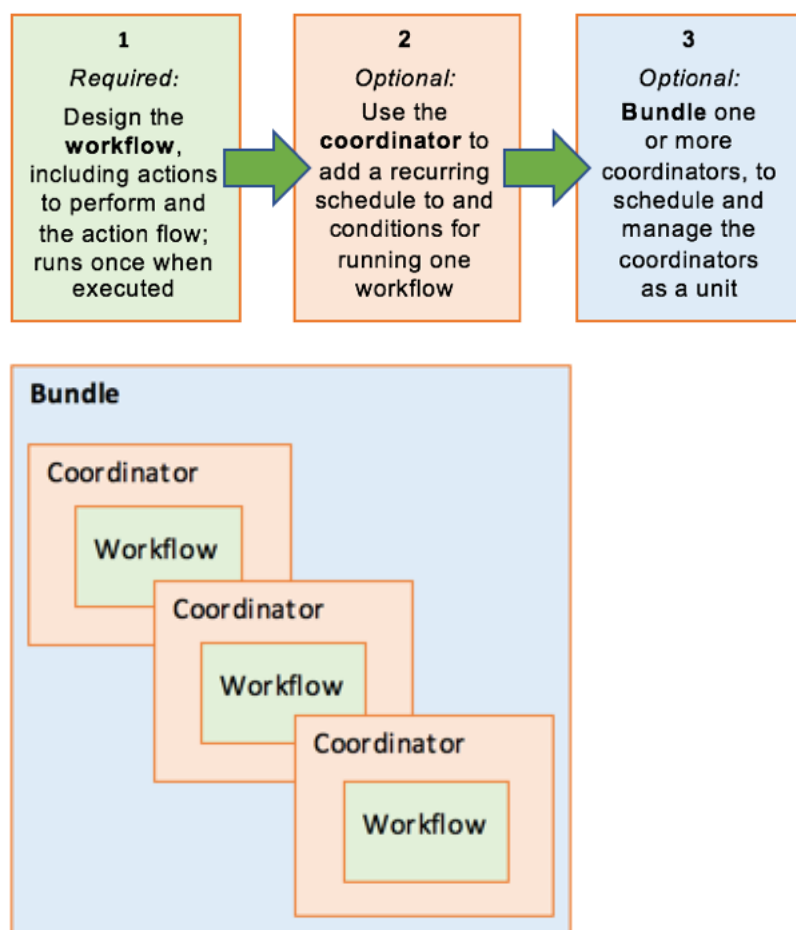 1
Required:
Design the
workflow,
including actions
to perform and
the action flow;
runs once when
executed
2
Optional:
Use the
coordinator to
add a recurring
schedule to and
conditions for
running one
workflow
3
Optional:
Bundle one
or more
coordinators, to
schedule and
manage the
coordinators
as a unit
Bundle
Coordinator
Workflow
Coordinator
Workflow
Coordinator
Workflow